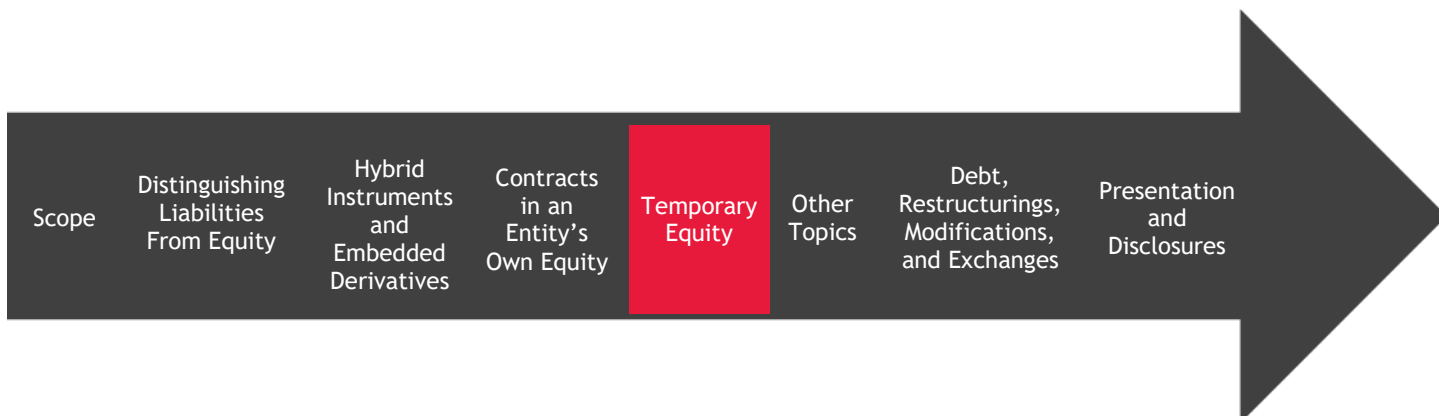 Scope
Distinguishing
Liabilities
From Equity
Hybrid
Instruments
and
Embedded
Derivatives
Contracts
in an
Entity’s
Own Equity
Temporary
Equity
Other
Topics
Debt,
Restructurings,
Modifications,
and Exchanges
Presentation
and
Disclosures